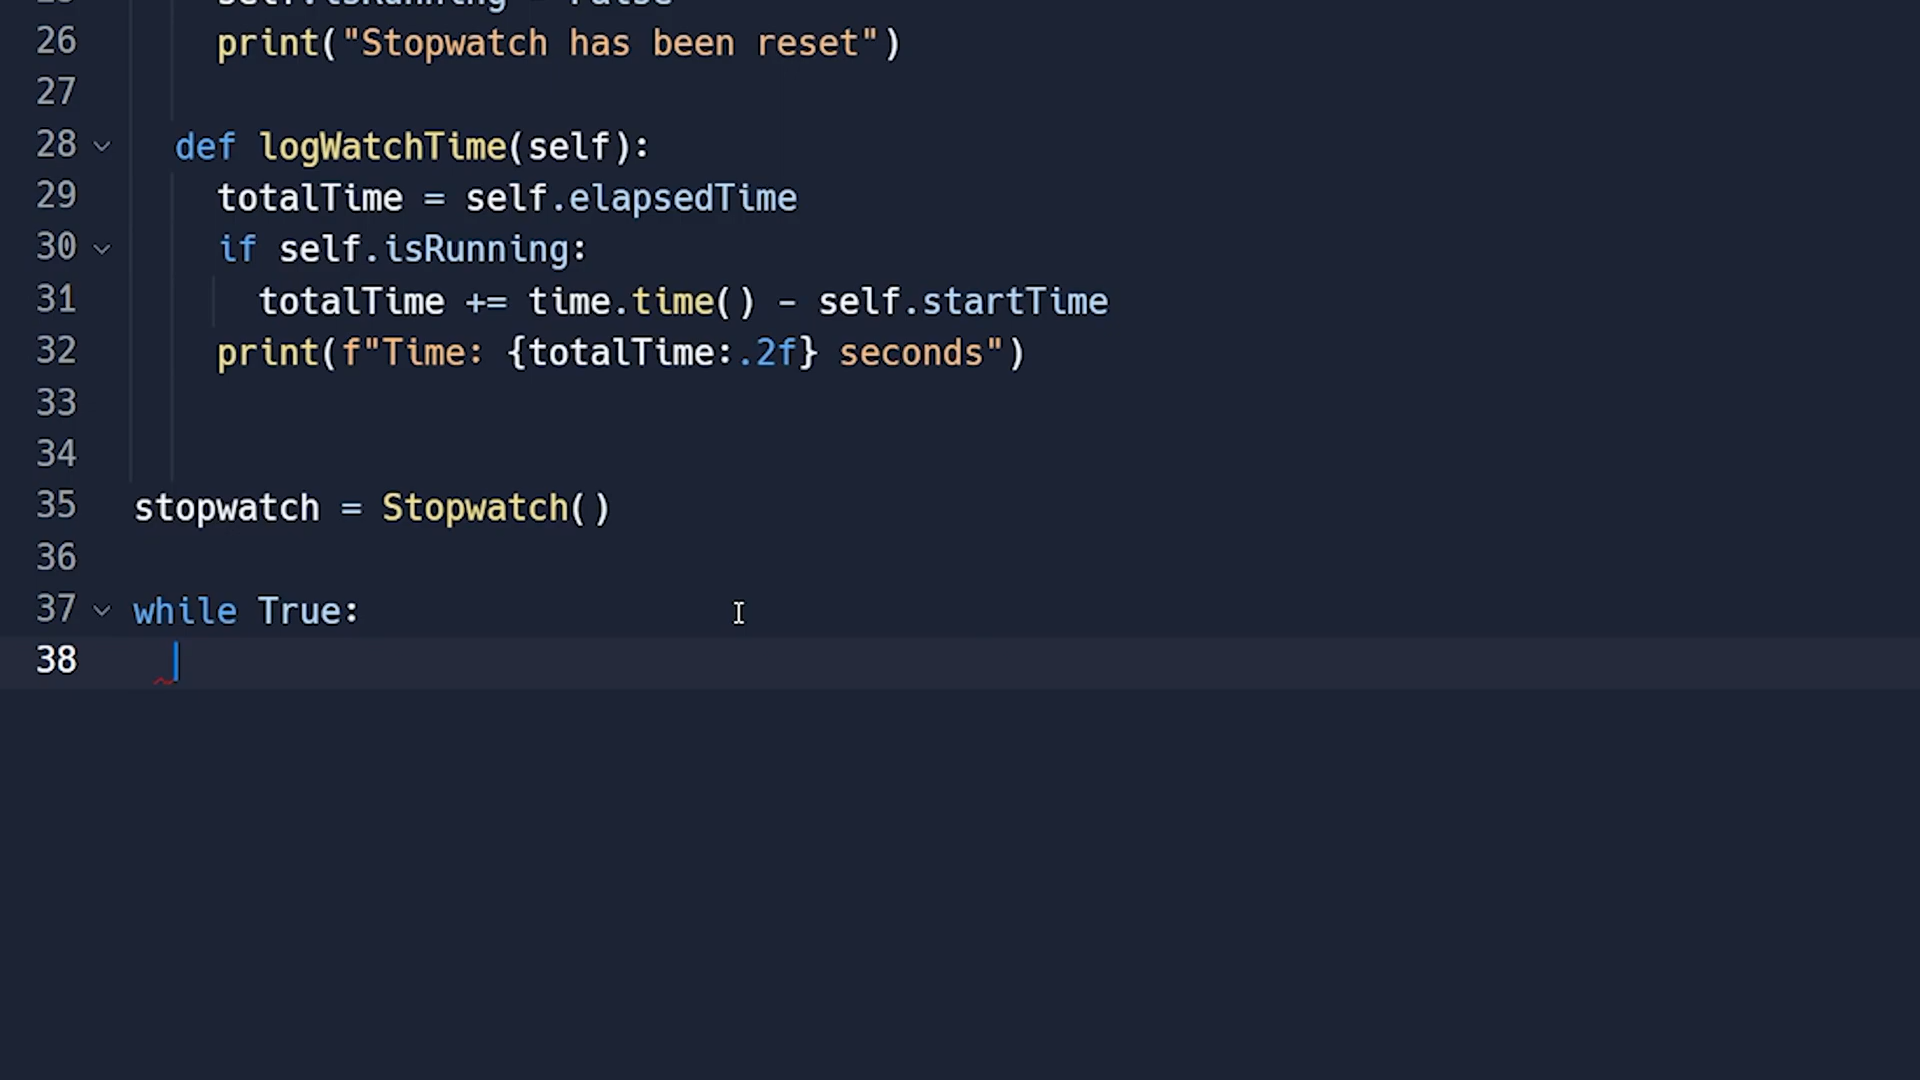 26 print("Stopwatch has been reset")
27
28 def logWatchTime(self):
29 totalTime = self.elapsedTime
30 if self.isRunning:
31 totalTime += time.time() - self.startTime
32 print(f"Time: {totalTime:.2f} seconds")
33
34
35 stopwatch = Stopwatch()
36
37 while True:
38